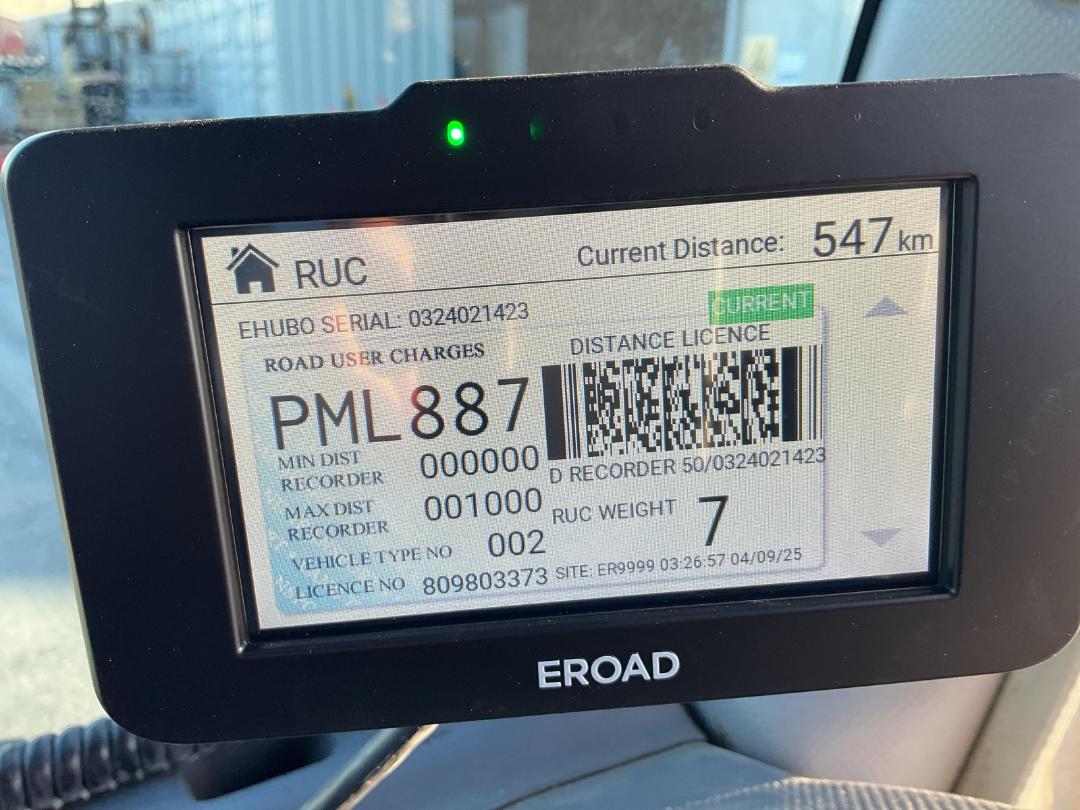 RUC Current Distance: 547 km
EHUBO SERIAL: 0324021423
CURRENT
ROAD USER CHARGES
DISTANCE LICENCE
PML887
MIN DIST RECORDER 000000
D RECORDER 50/0324021423
MAX DIST RECORDER 001000
RUC WEIGHT 7
VEHICLE TYPE NO 002
LICENCE NO 809803373
SITE: ER9999 03:26:57 04/09/25
EROAD